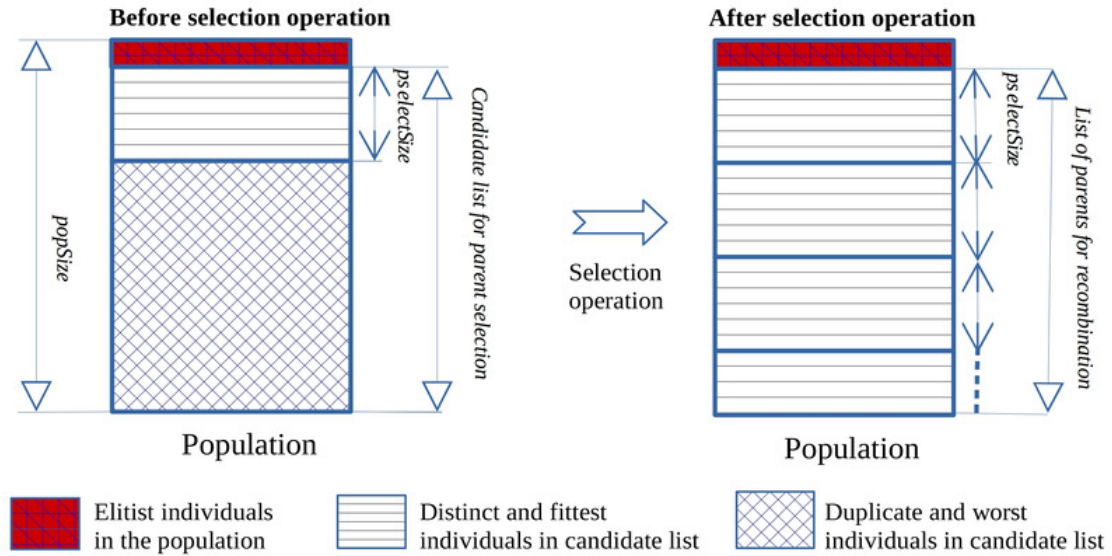 Before selection operation
popSize
pselectSize
Candidate list for parent selection
Population
Selection
operation
After selection operation
pselectSize
List of parents for recombination
Population
Elitist individuals
in the population
Distinct and fittest
individuals in candidate list
Duplicate and worst
individuals in candidate list